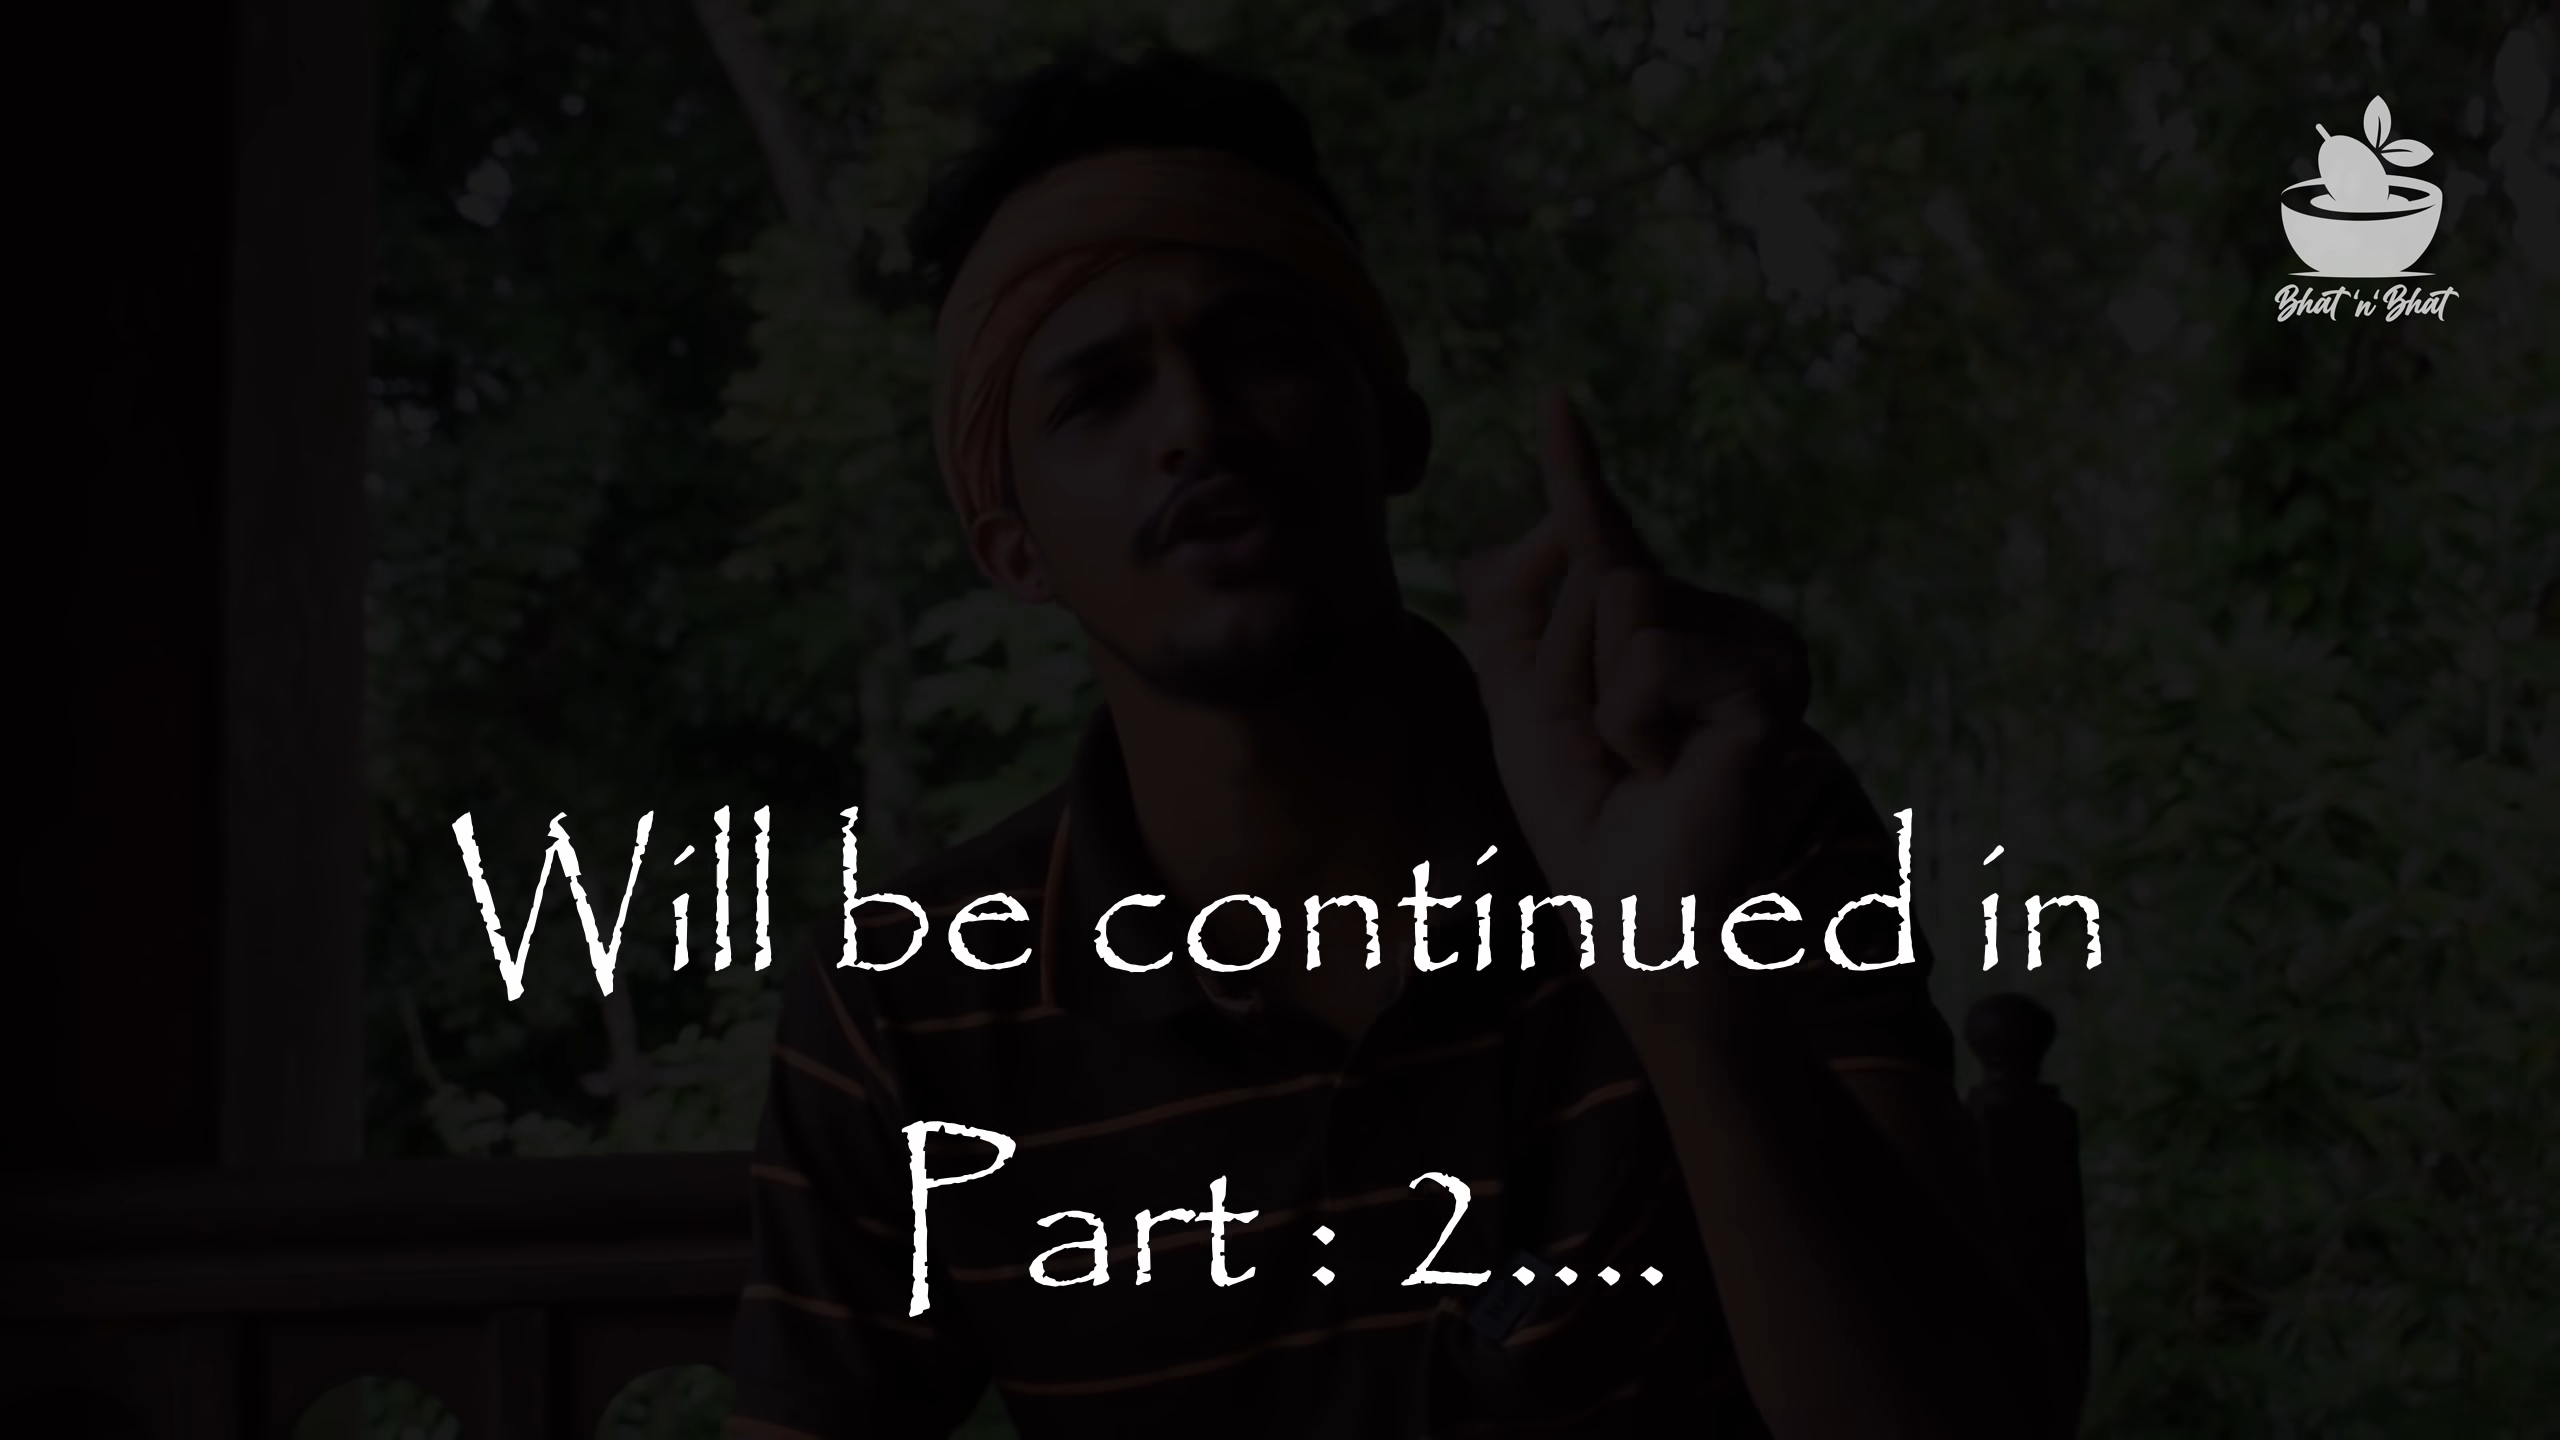 Bhat 'n' Bhat
Will be continued in
Part : 2....